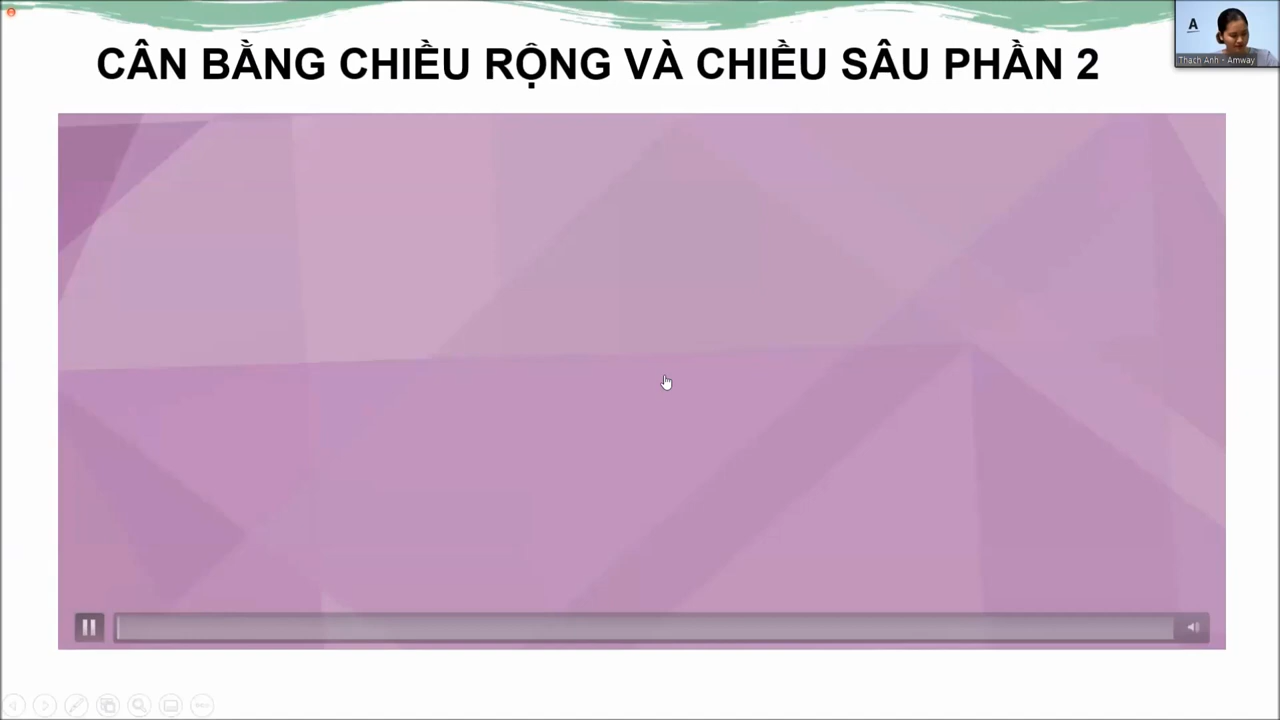 CÂN BẰNG CHIỀU RỘNG VÀ CHIỀU SÂU PHẦN 2
A
Thach Anh - Amway